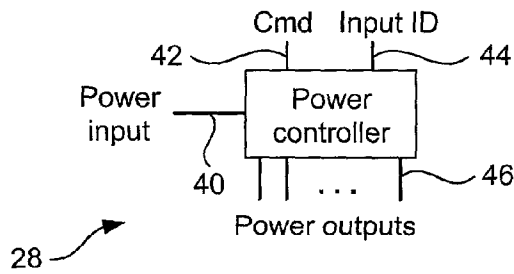 Cmd Input ID
42 44
Power
input
Power
controller
40 46
...
Power outputs
28